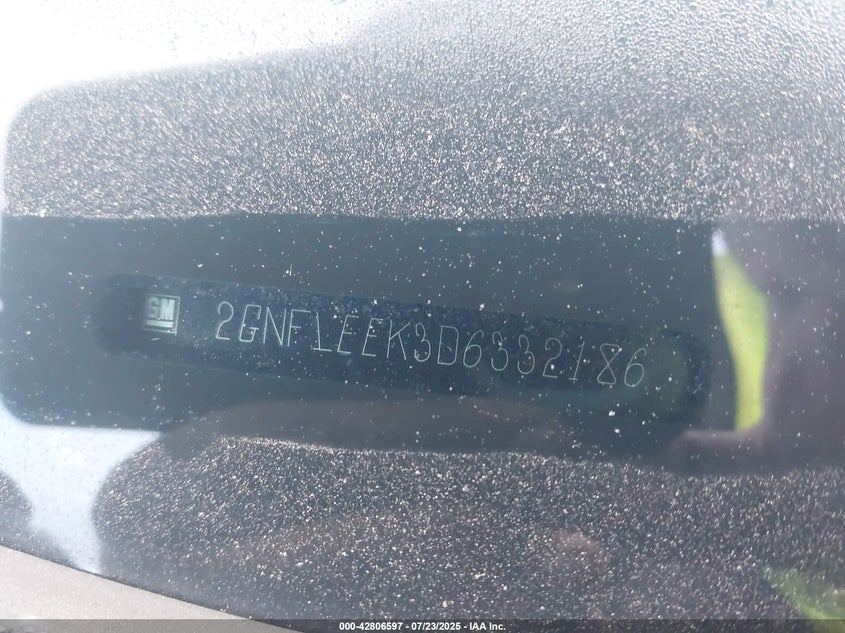 GM 2GNFLEEK3D6332186
000-42806597 - 07/23/2025 - IAA Inc.